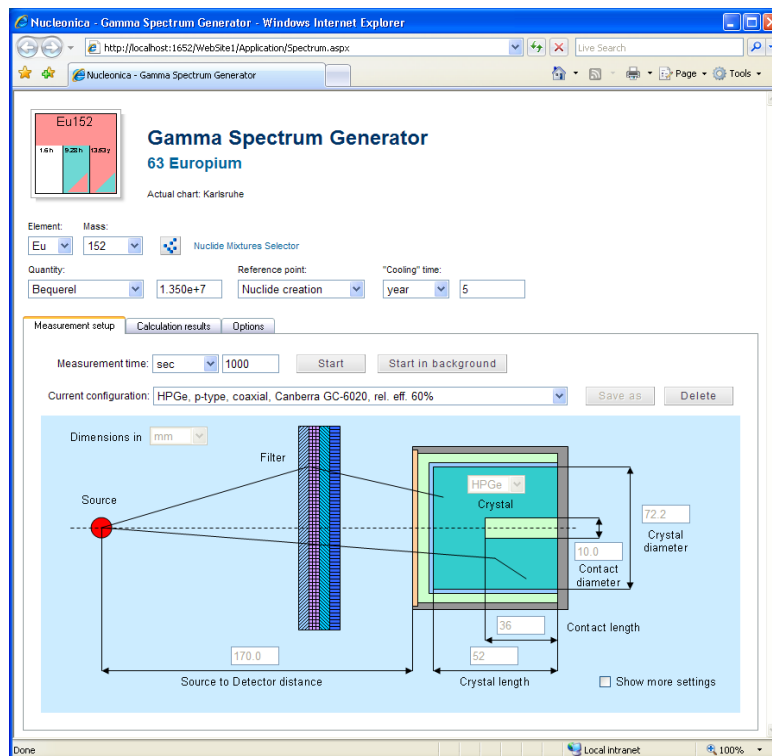 Nucleonica - Gamma Spectrum Generator - Windows Internet Explorer
http://localhost:1652/WebSite1/Application/Spectrum.aspx
Live Search
Nucleonica - Gamma Spectrum Generator
Page
Tools
Eu152
1.6 h 9.28 h 13.53 y
Gamma Spectrum Generator
63 Europium
Actual chart: Karlsruhe
Element: Mass:
Eu 152 Nuclide Mixtures Selector
Quantity: Reference point: "Cooling" time:
Bequerel 1.350e+7 Nuclide creation year 5
Measurement setup Calculation results Options
Measurement time: sec 1000 Start Start in background
Current configuration: HPGe, p-type, coaxial, Canberra GC-6020, rel. eff. 60% Save as Delete
Dimensions in mm
Filter
HPGe
Source
Crystal
72.2
Crystal
diameter
10.0
Contact
diameter
36
Contact length
170.0
52
Source to Detector distance
Crystal length
Show more settings
Done
Local intranet
100%